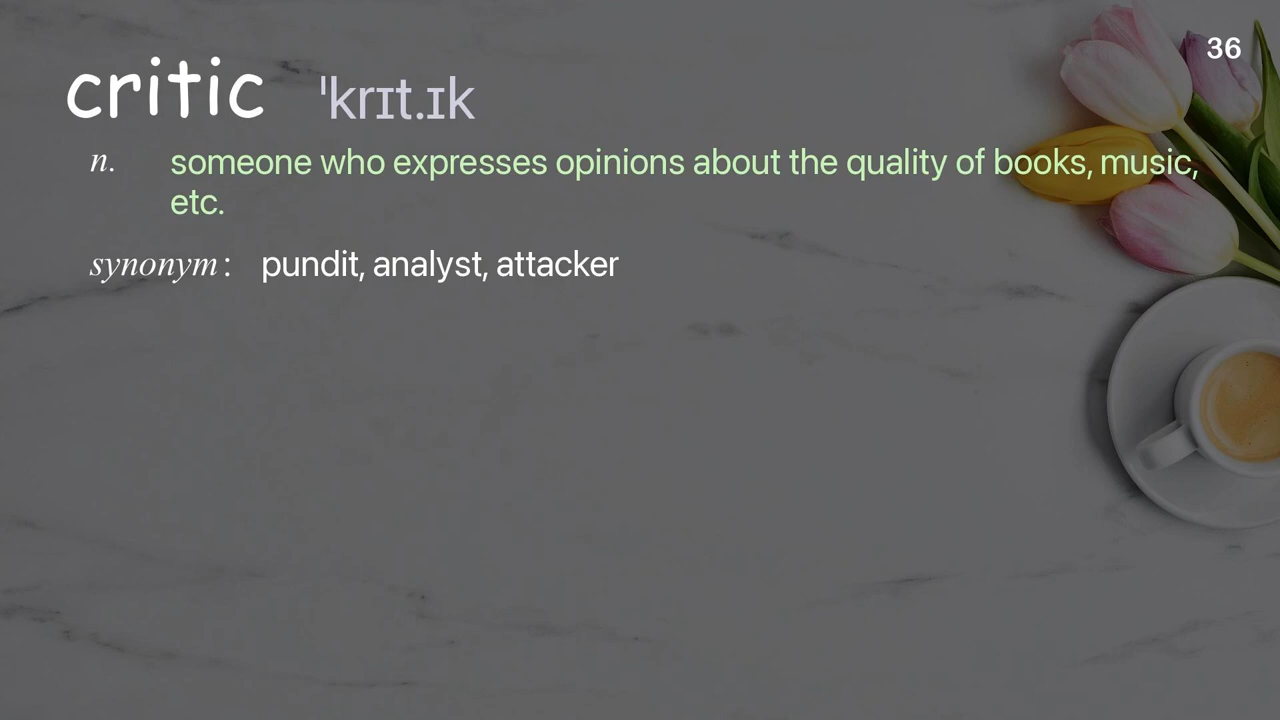 36
critic ˈkrɪt.ɪk
n. someone who expresses opinions about the quality of books, music,
etc.
synonym : pundit, analyst, attacker